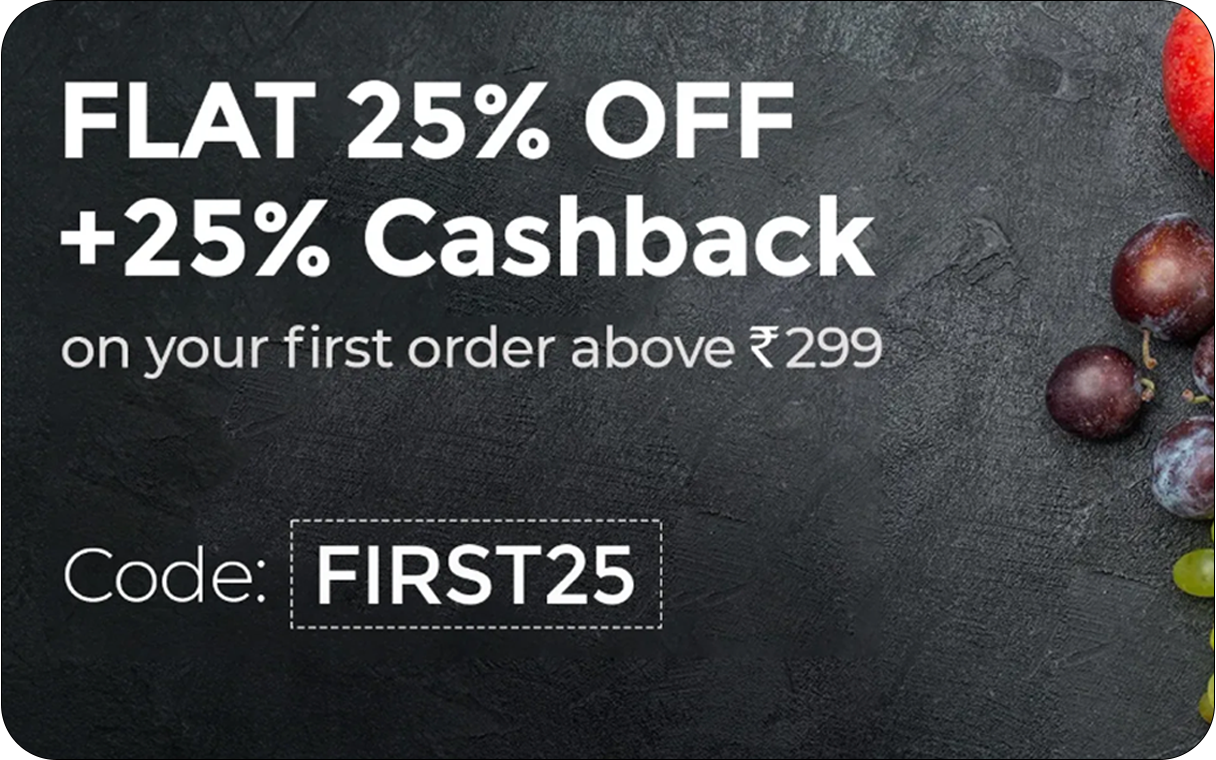 FLAT 25% OFF
+25% Cashback
on your first order above ₹299
Code: FIRST25